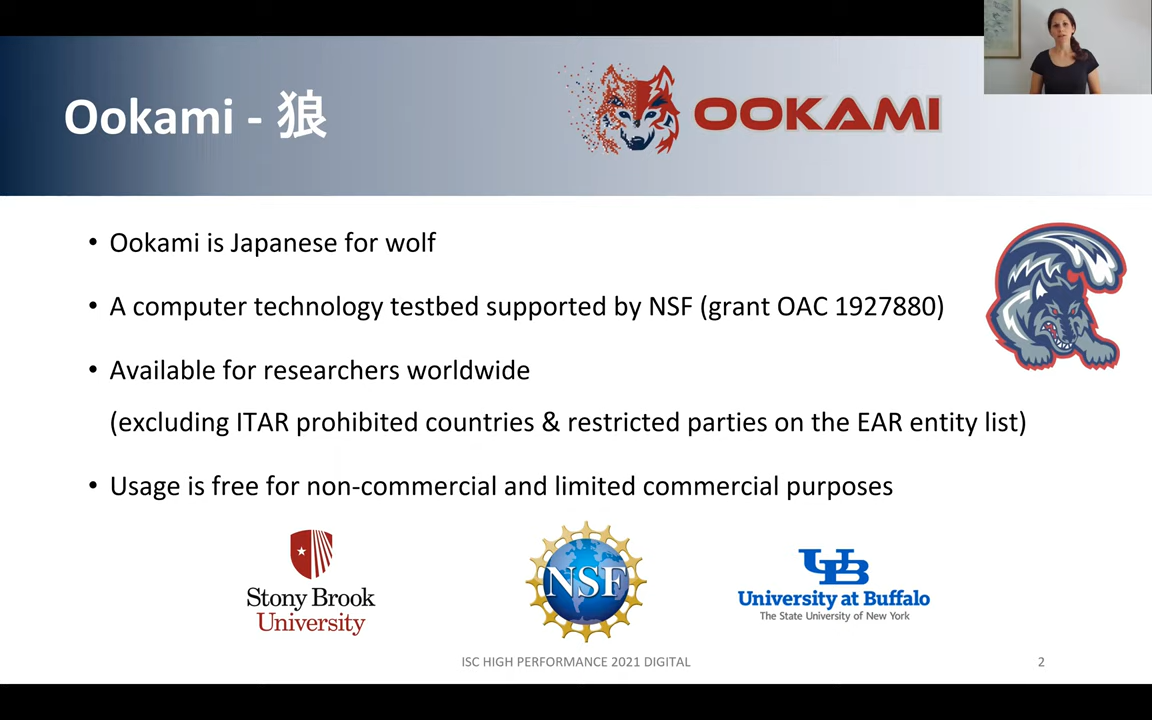 Ookami - 狼
OOKAMI
• Ookami is Japanese for wolf
• A computer technology testbed supported by NSF (grant OAC 1927880)
• Available for researchers worldwide
(excluding ITAR prohibited countries & restricted parties on the EAR entity list)
• Usage is free for non-commercial and limited commercial purposes
Stony Brook
University
NSF
UB
University at Buffalo
The State University of New York
ISC HIGH PERFORMANCE 2021 DIGITAL
2